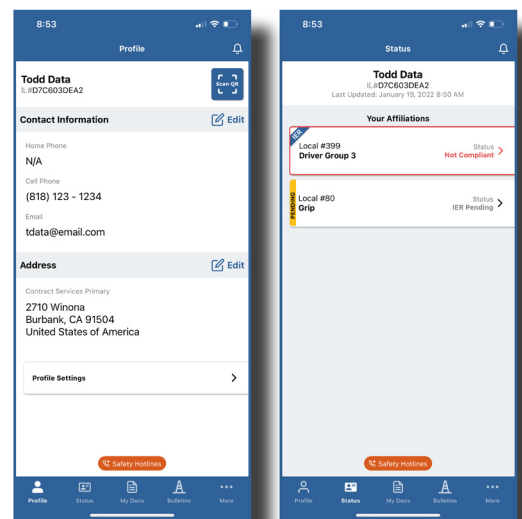 8:53
Profile
Todd Data
IL#D7C603DEA2
Scan QR
Contact Information
Edit
Home Phone
N/A
Cell Phone
(818) 123 - 1234
Email
tdata@email.com
Address
Edit
Contract Services Primary
2710 Winona
Burbank, CA 91504
United States of America
Profile Settings
Safety Hotlines
Profile Status My Docs Bulletins More
8:53
Status
Todd Data
IL#D7C603DEA2
Last Updated: January 19, 2022 8:50 AM
Your Affiliations
IER
Local #399
Driver Group 3
Status
Not Compliant
PENDING
Local #80
Grip
Status
IER Pending
Safety Hotlines
Profile Status My Docs Bulletins More